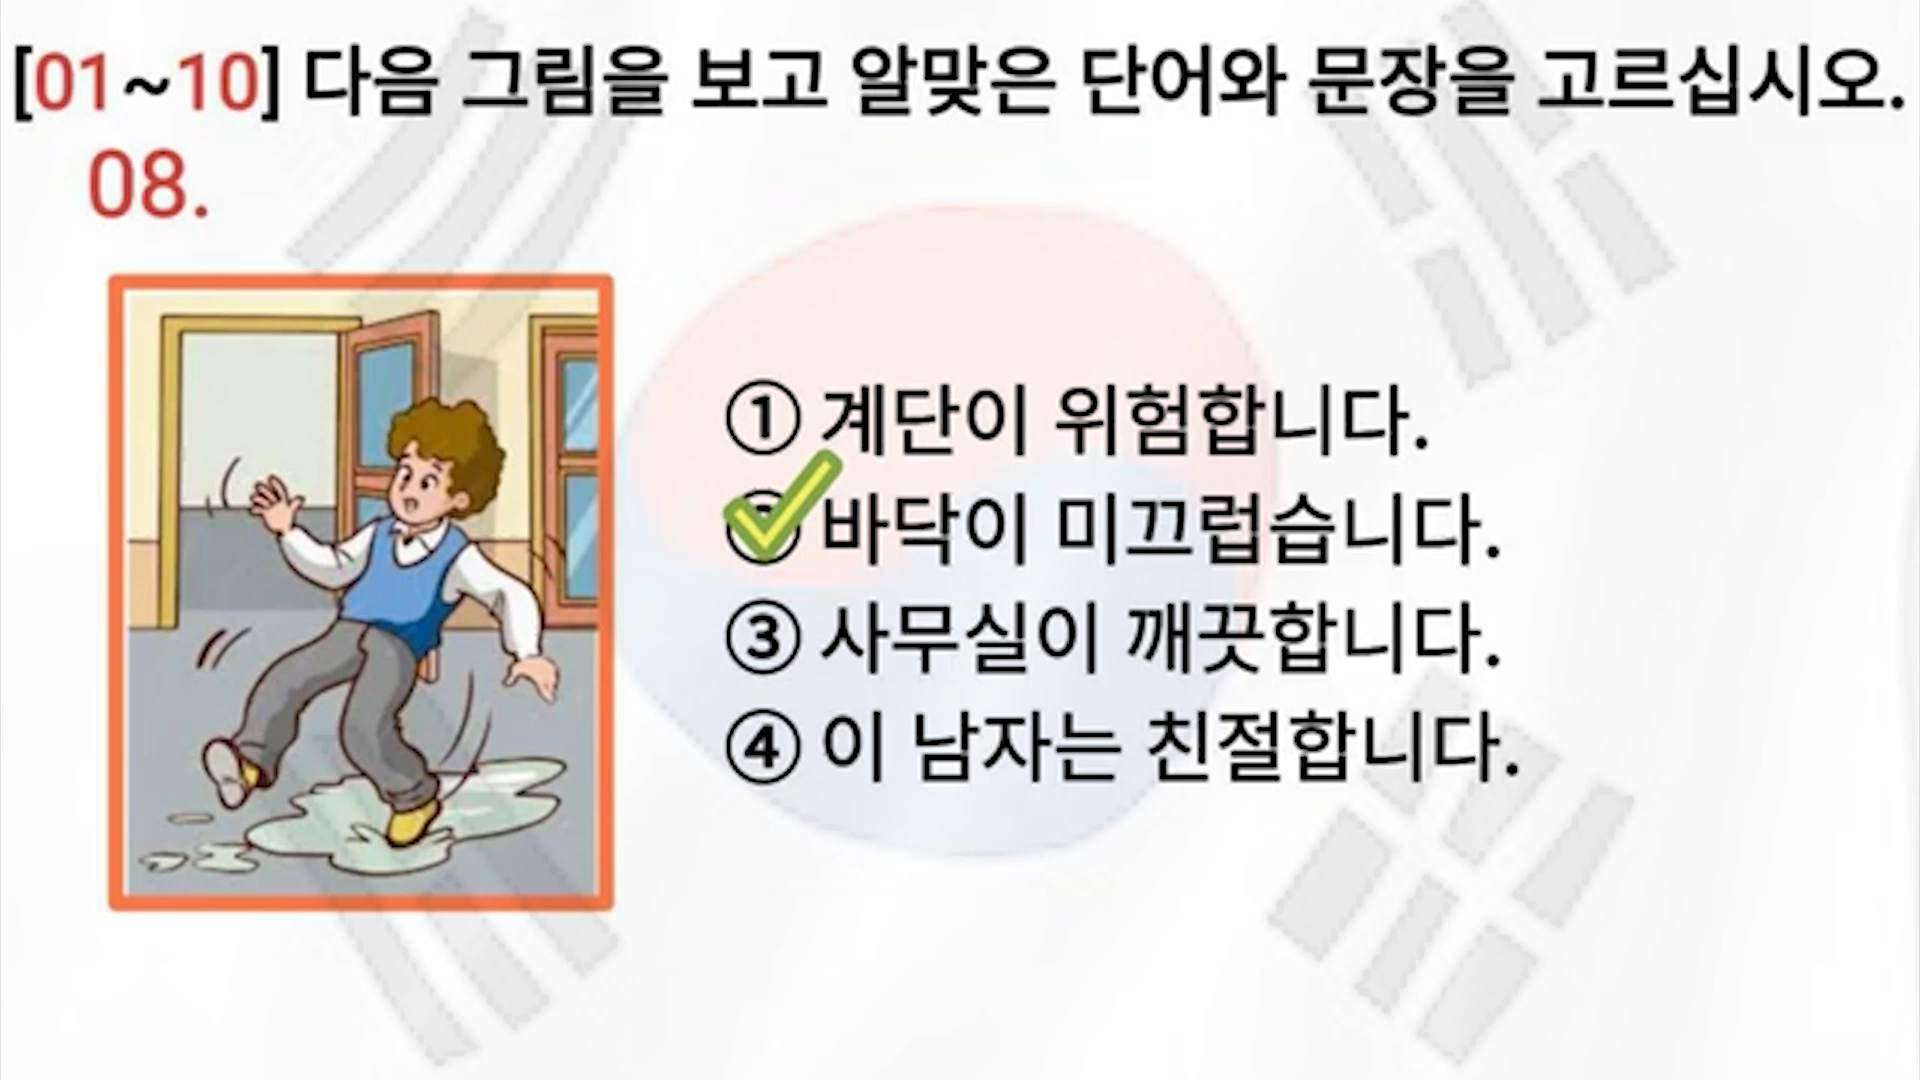 [01~10] 다음 그림을 보고 알맞은 단어와 문장을 고르십시오.
08.
① 계단이 위험합니다.
바닥이 미끄럽습니다.
③ 사무실이 깨끗합니다.
④ 이 남자는 친절합니다.